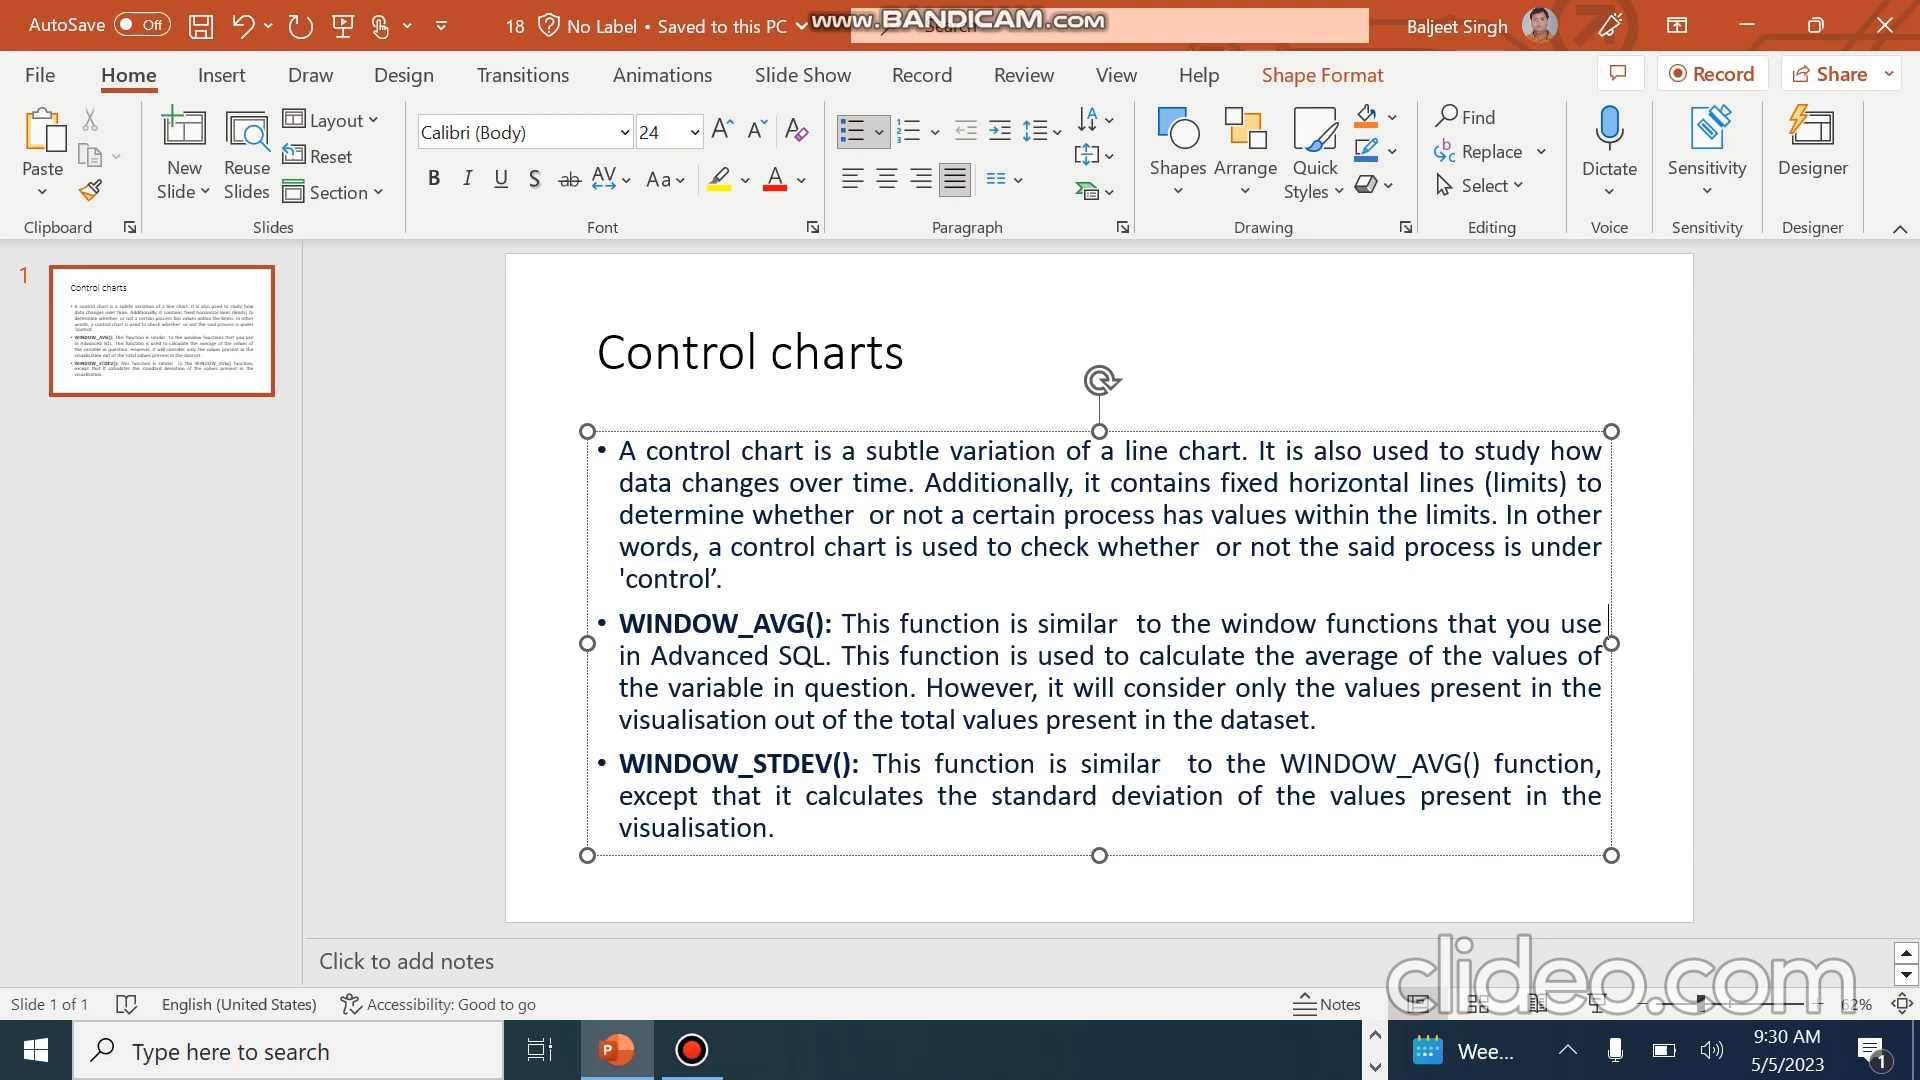 AutoSave Off 18 No Label • Saved to this PC www.BANDICAM.com Search Baljeet Singh
File Home Insert Draw Design Transitions Animations Slide Show Record Review View Help Shape Format Record Share
Paste New Slide Reuse Slides Layout Reset Section Calibri (Body) 24 Shapes Arrange Quick Styles Find Replace Select Dictate Sensitivity Designer
Clipboard Slides Font Paragraph Drawing Editing Voice Sensitivity Designer
1
Control charts
• A control chart is a subtle variation of a line chart. It is also used to study how
data changes over time. Additionally, it contains fixed horizontal lines (limits) to
determine whether  or not a certain process has values within the limits. In other
words, a control chart is used to check whether  or not the said process is under
'control’.
• WINDOW_AVG(): This function is similar  to the window functions that you use
in Advanced SQL. This function is used to calculate the average of the values of
the variable in question. However, it will consider only the values present in the
visualisation out of the total values present in the dataset.
• WINDOW_STDEV(): This function is similar  to the WINDOW_AVG() function,
except that it calculates the standard deviation of the values present in the
visualisation.
Click to add notes
clideo.com
Slide 1 of 1 English (United States) Accessibility: Good to go Notes 62%
Type here to search Wee... 9:30 AM
5/5/2023 1